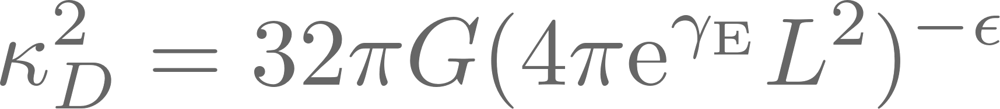 κ_D^2 = 32πG(4πe^{γ_E} L^2)^{-ϵ}